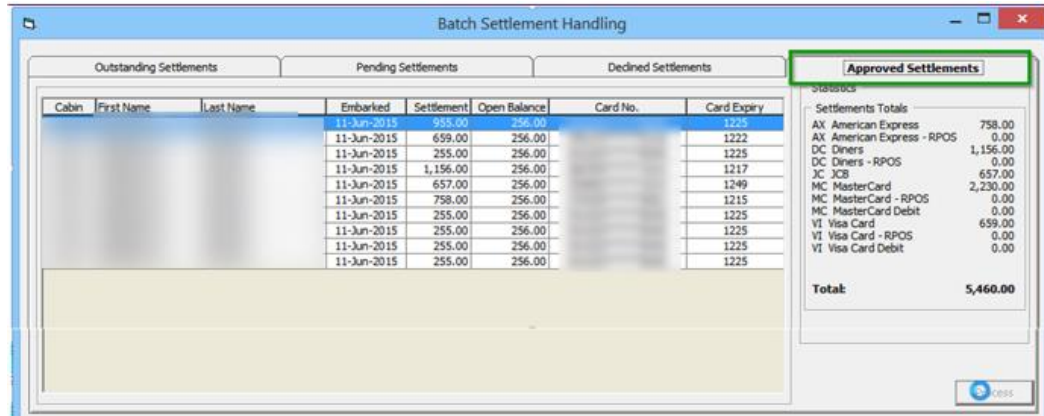 Batch Settlement Handling
Outstanding Settlements Pending Settlements Declined Settlements Approved Settlements
Statistics
Cabin First Name Last Name Embarked Settlement Open Balance Card No. Card Expiry
11-Jun-2015 955.00 256.00 1225
11-Jun-2015 659.00 256.00 1222
11-Jun-2015 255.00 256.00 1225
11-Jun-2015 1,156.00 256.00 1217
11-Jun-2015 657.00 256.00 1249
11-Jun-2015 758.00 256.00 1215
11-Jun-2015 255.00 256.00 1225
11-Jun-2015 255.00 256.00 1225
11-Jun-2015 255.00 256.00 1225
11-Jun-2015 255.00 256.00 1225
Settlements Totals
AX American Express 758.00
AX American Express - RPOS 0.00
DC Diners 1,156.00
DC Diners - RPOS 0.00
JC JCB 657.00
MC MasterCard 2,230.00
MC MasterCard - RPOS 0.00
MC MasterCard Debit 0.00
VI Visa Card 659.00
VI Visa Card - RPOS 0.00
VI Visa Card Debit 0.00
Total: 5,460.00